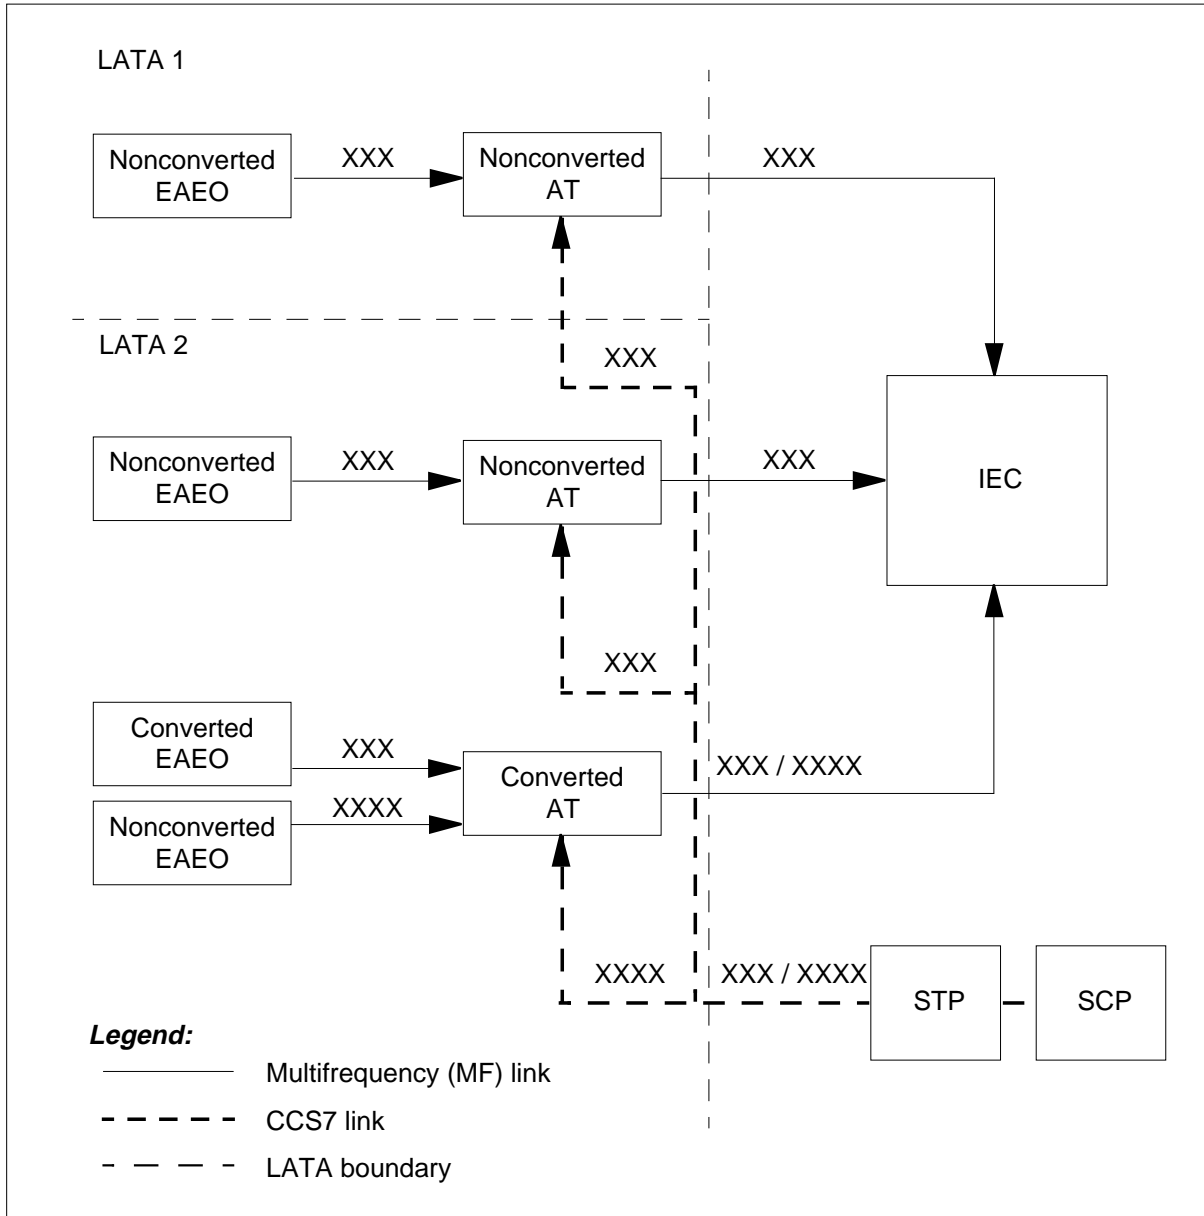 LATA 1
Nonconverted
EAEO
XXX
Nonconverted
AT
XXX
LATA 2
XXX
Nonconverted
EAEO
XXX
Nonconverted
AT
XXX
IEC
XXX
Converted
EAEO
XXX
Nonconverted
EAEO
XXXX
Converted
AT
XXX / XXXX
XXXX
XXX / XXXX
STP
SCP
Legend:
Multifrequency (MF) link
CCS7 link
LATA boundary